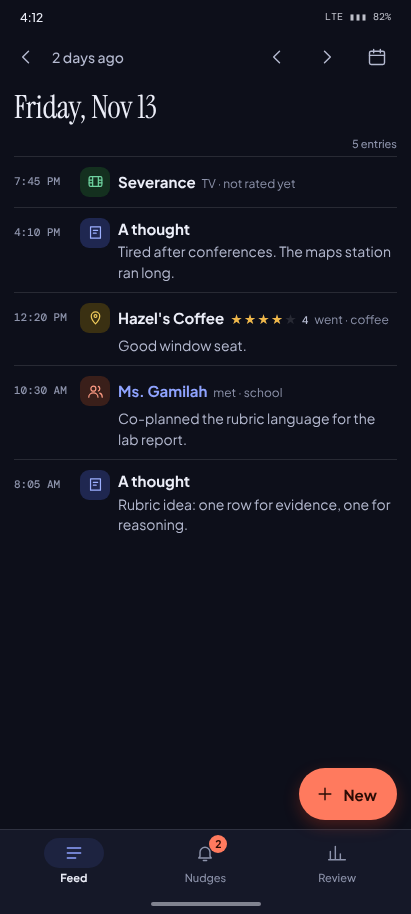 4:12 LTE 82%
2 days ago
Friday, Nov 13
5 entries
7:45 PM Severance TV · not rated yet
4:10 PM A thought
Tired after conferences. The maps station
ran long.
12:20 PM Hazel's Coffee ★★★★★ 4 went · coffee
Good window seat.
10:30 AM Ms. Gamilah met · school
Co-planned the rubric language for the
lab report.
8:05 AM A thought
Rubric idea: one row for evidence, one for
reasoning.
+ New
2
Feed Nudges Review